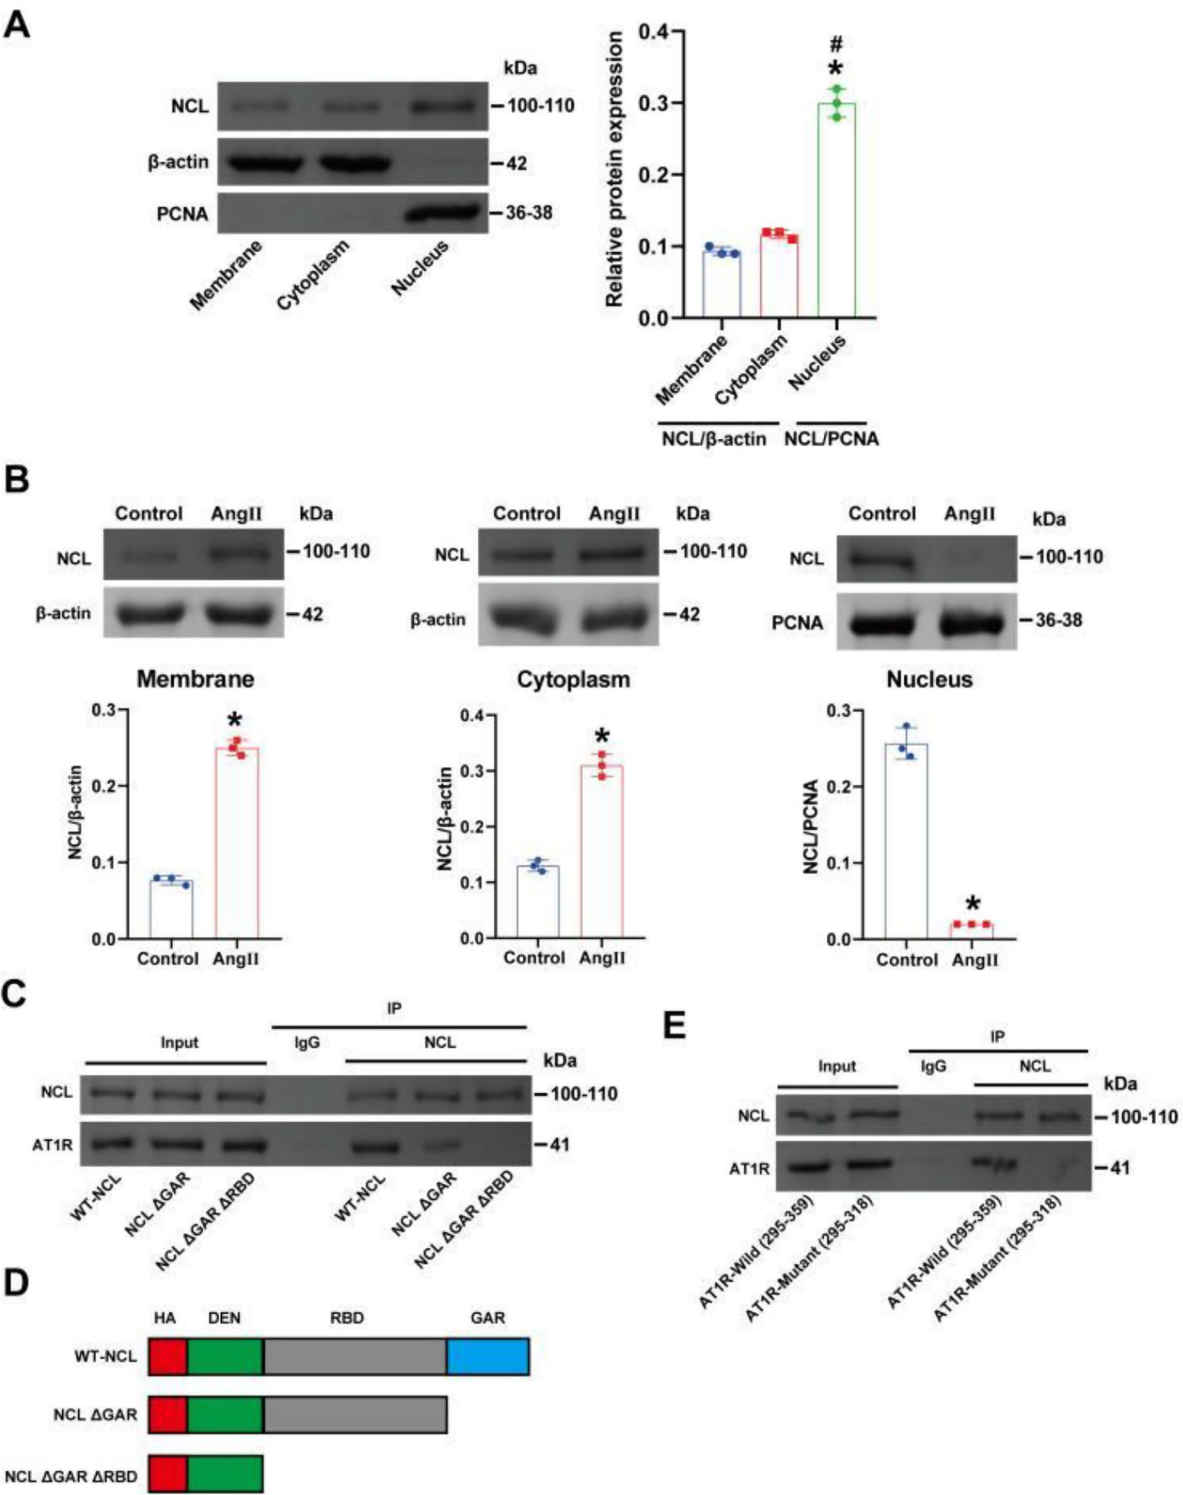 A
kDa
NCL
100-110
β-actin
42
PCNA
36-38
Membrane
Cytoplasm
Nucleus
Relative protein expression
0.4
0.3
0.2
0.1
0.0
#
*
Membrane
Cytoplasm
Nucleus
NCL/β-actin
NCL/PCNA
B
Control AngII kDa
NCL
100-110
β-actin
42
Membrane
NCL/β-actin
0.3
0.2
0.1
0.0
*
Control AngII
Control AngII kDa
NCL
100-110
β-actin
42
Cytoplasm
NCL/β-actin
0.4
0.3
0.2
0.1
0.0
*
Control AngII
Control AngII kDa
NCL
100-110
PCNA
36-38
Nucleus
NCL/PCNA
0.3
0.2
0.1
0.0
*
Control AngII
C
IP
Input IgG NCL
kDa
NCL
100-110
AT1R
41
WT-NCL
NCL ΔGAR
NCL ΔGAR ΔRBD
WT-NCL
NCL ΔGAR
NCL ΔGAR ΔRBD
E
IP
Input IgG NCL
kDa
NCL
100-110
AT1R
41
AT1R-Wild (295-359)
AT1R-Mutant (295-318)
AT1R-Wild (295-359)
AT1R-Mutant (295-318)
D
HA DEN RBD GAR
WT-NCL
NCL ΔGAR
NCL ΔGAR ΔRBD